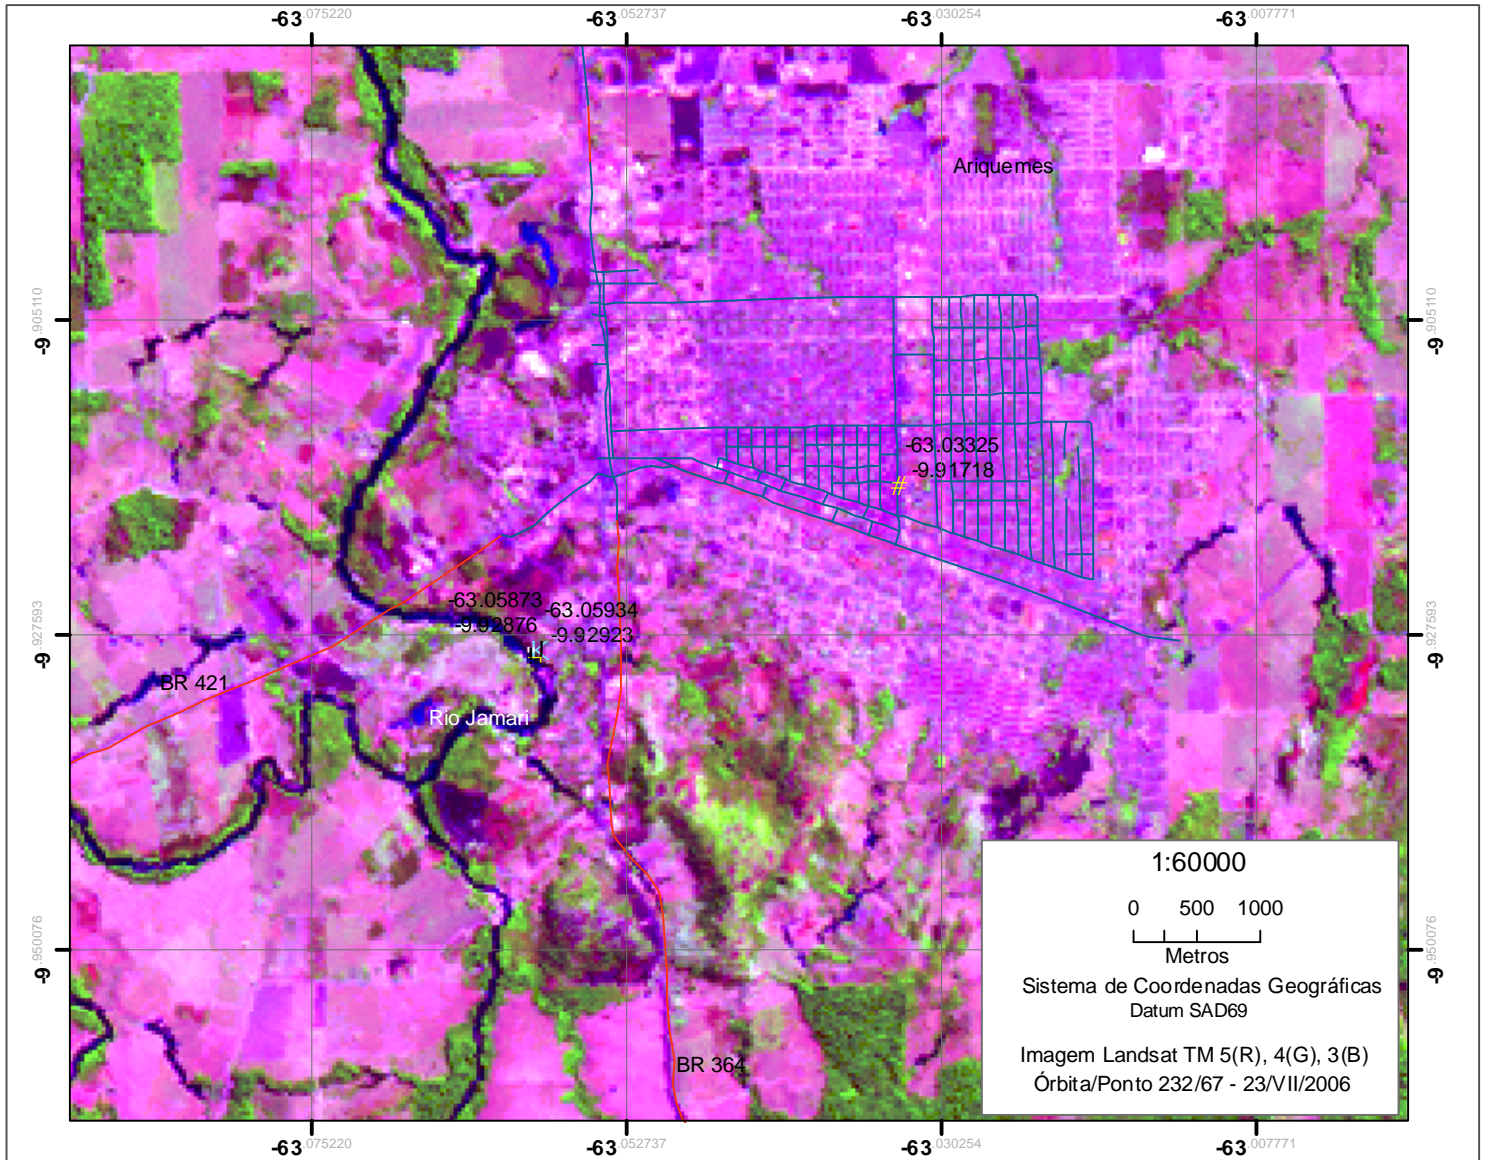 -63.075220 -63.052737 -63.030254 -63.007771
Ariquemes
-9.905110 -9.905110
-63.03325
-9.91718
#
-63.05873 -63.05934
-9.92876 -9.92923
-9.927593 -9.927593
BR 421
Rio Jamari
1:60000
0 500 1000
Metros
-9.950076 -9.950076
Sistema de Coordenadas Geográficas
Datum SAD69
Imagem Landsat TM 5(R), 4(G), 3(B)
Órbita/Ponto 232/67 - 23/VII/2006
BR 364
-63.075220 -63.052737 -63.030254 -63.007771